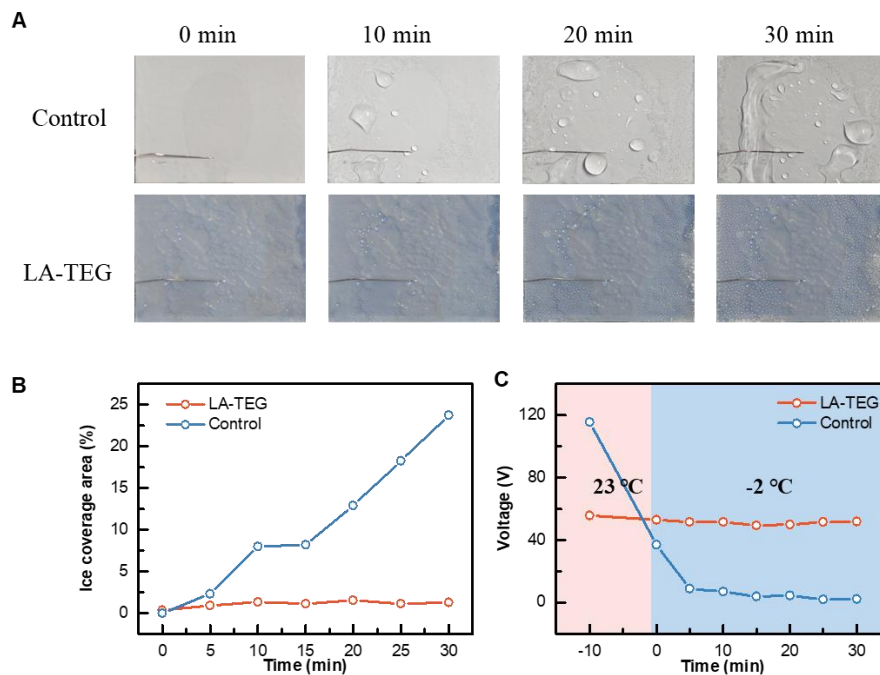 A
0 min 10 min 20 min 30 min
Control
LA-TEG
B
LA-TEG
Control
Ice coverage area (%)
25
20
15
10
5
0
0 5 10 15 20 25 30
Time (min)
C
LA-TEG
Control
23 °C -2 °C
Voltage (V)
120
80
40
0
-10 0 10 20 30
Time (min)